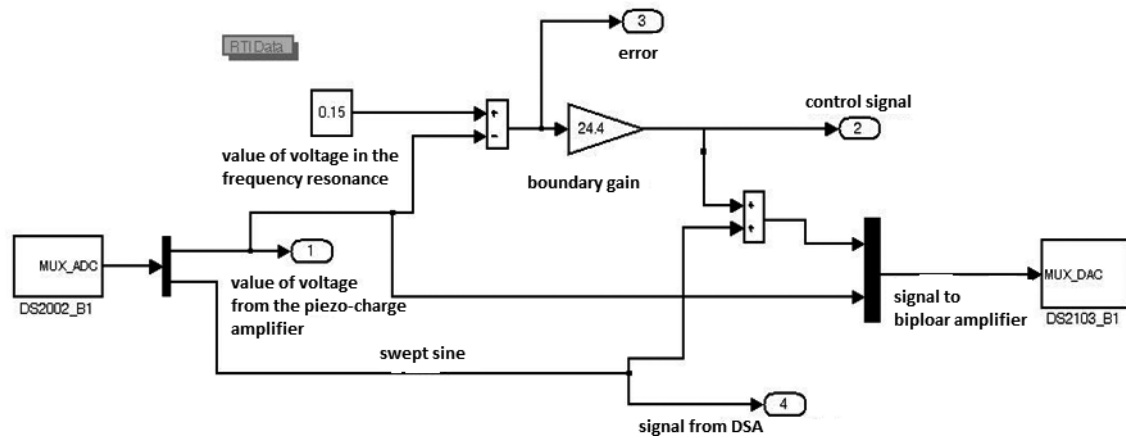 3
error
RTI Data
0.15
+
-
24.4
control signal
2
value of voltage in the
frequency resonance
boundary gain
+
+
1
MUX_ADC
DS2002_B1
value of voltage
from the piezo-charge
amplifier
MUX_DAC
DS2103_B1
signal to
biploar amplifier
swept sine
4
signal from DSA